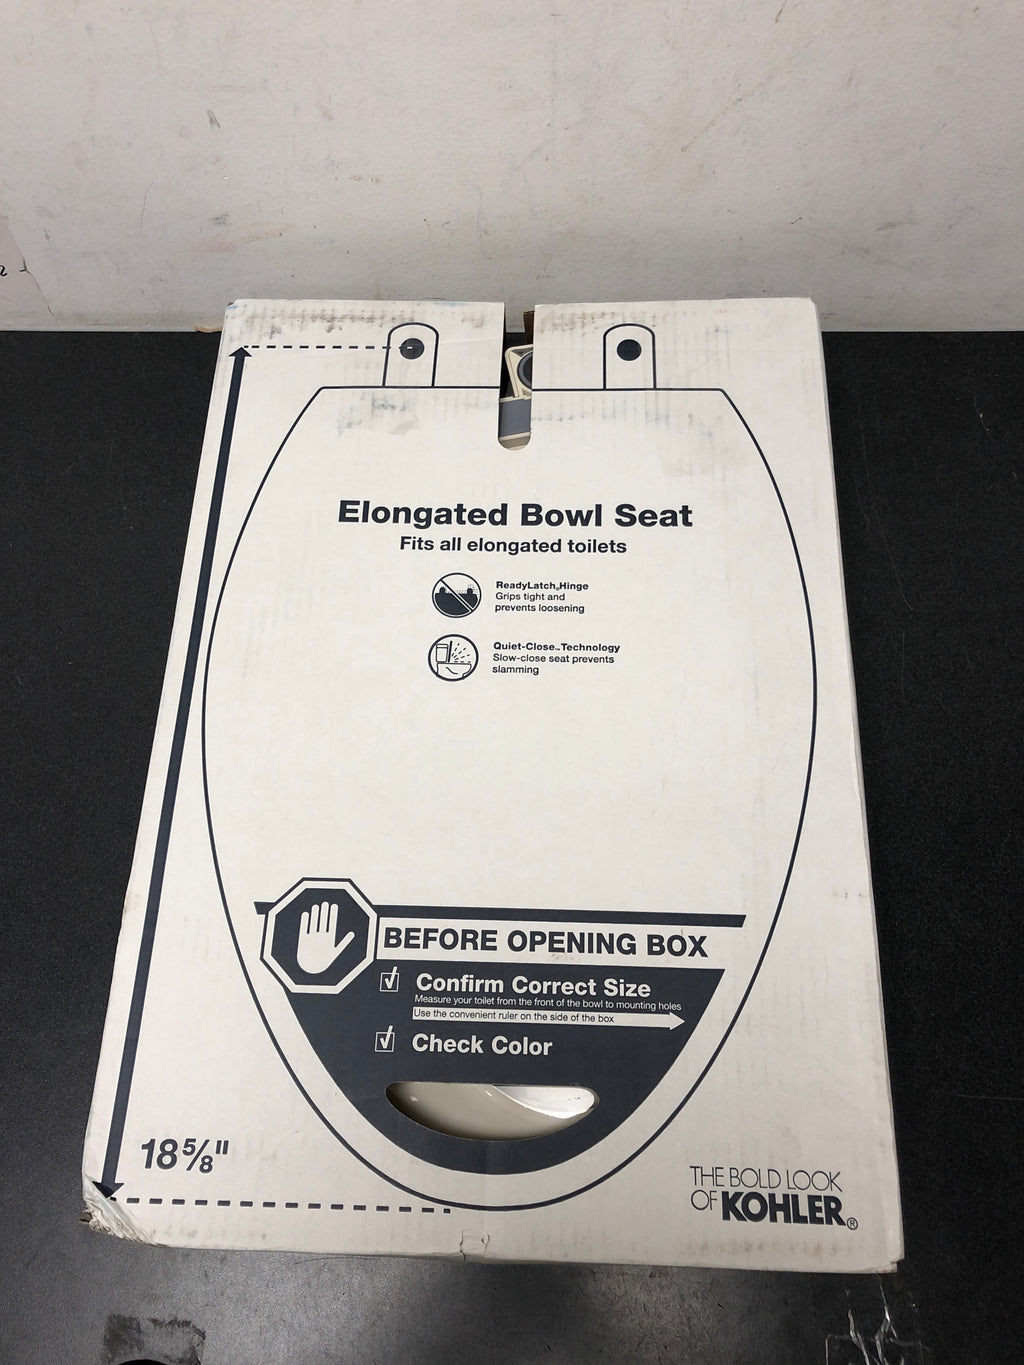 Elongated Bowl Seat
Fits all elongated toilets
ReadyLatch® Hinge
Grips tight and
prevents loosening
Quiet-Close™ Technology
Slow-close seat prevents
slamming
BEFORE OPENING BOX
Confirm Correct Size
Measure your toilet from the front of the bowl to mounting holes
Use the convenient ruler on the side of the box
Check Color
18⅝"
THE BOLD LOOK
OF KOHLER®